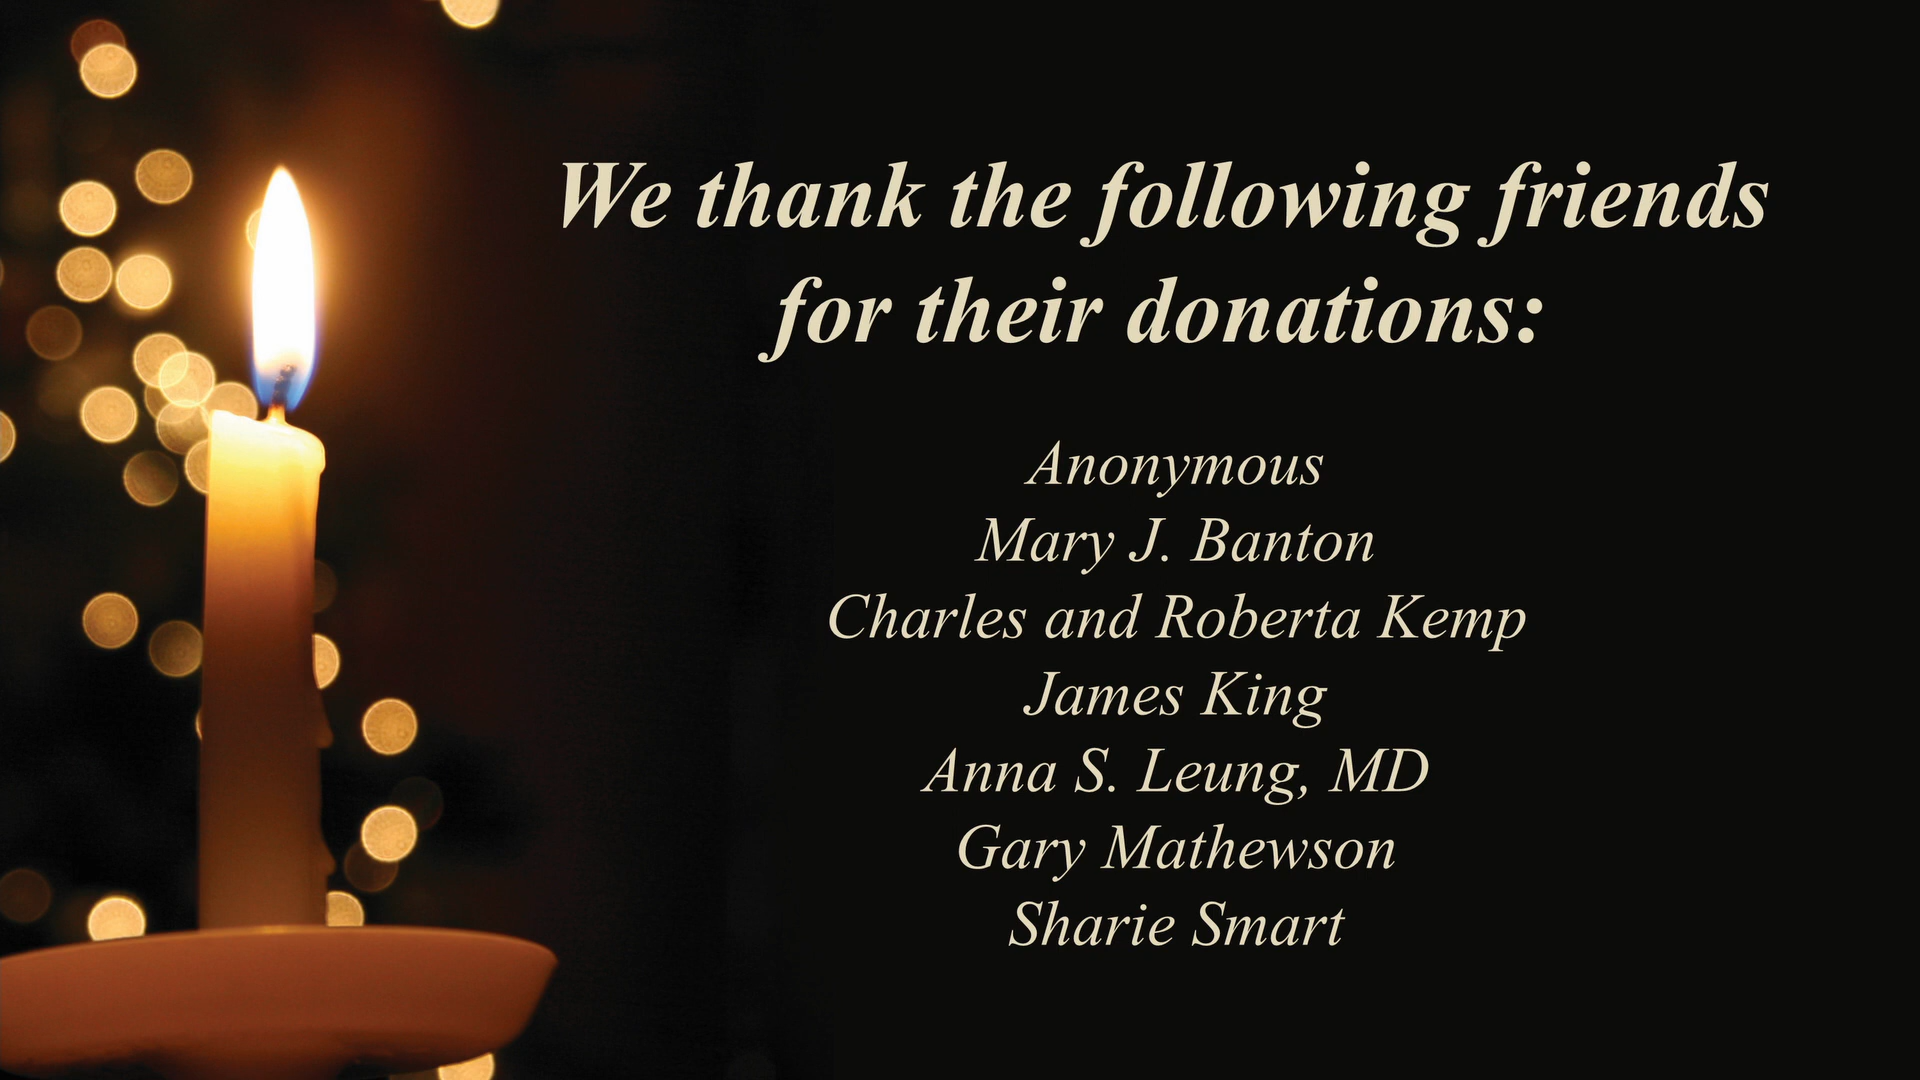 We thank the following friends
for their donations:
Anonymous
Mary J. Banton
Charles and Roberta Kemp
James King
Anna S. Leung, MD
Gary Mathewson
Sharie Smart